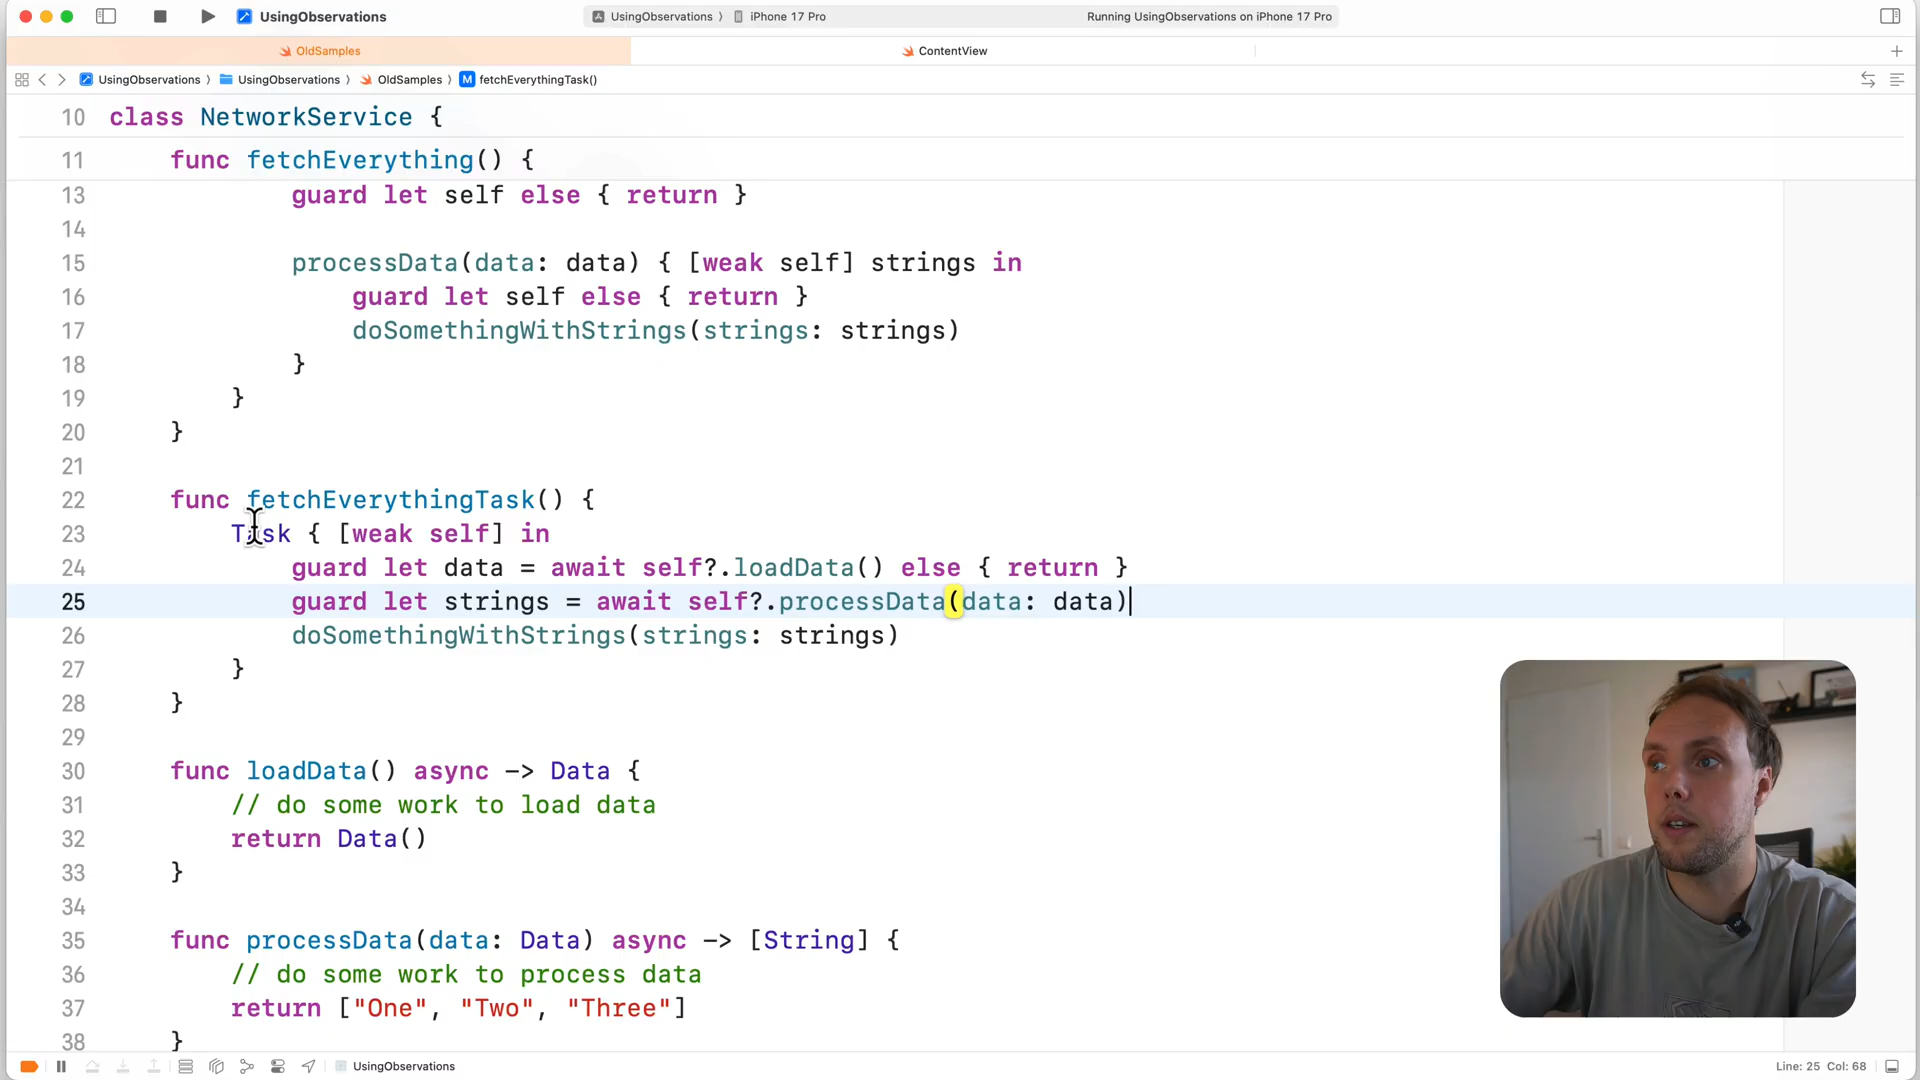 UsingObservations
UsingObservations 〉 iPhone 17 Pro
Running UsingObservations on iPhone 17 Pro
OldSamples
ContentView
UsingObservations 〉 UsingObservations 〉 OldSamples 〉 M fetchEverythingTask()
10 class NetworkService {
11 func fetchEverything() {
13 guard let self else { return }
14
15 processData(data: data) { [weak self] strings in
16 guard let self else { return }
17 doSomethingWithStrings(strings: strings)
18 }
19 }
20 }
21
22 func fetchEverythingTask() {
23 Task { [weak self] in
24 guard let data = await self?.loadData() else { return }
25 guard let strings = await self?.processData(data: data)
26 doSomethingWithStrings(strings: strings)
27 }
28 }
29
30 func loadData() async -> Data {
31 // do some work to load data
32 return Data()
33 }
34
35 func processData(data: Data) async -> [String] {
36 // do some work to process data
37 return ["One", "Two", "Three"]
38 }
UsingObservations
Line: 25 Col: 68